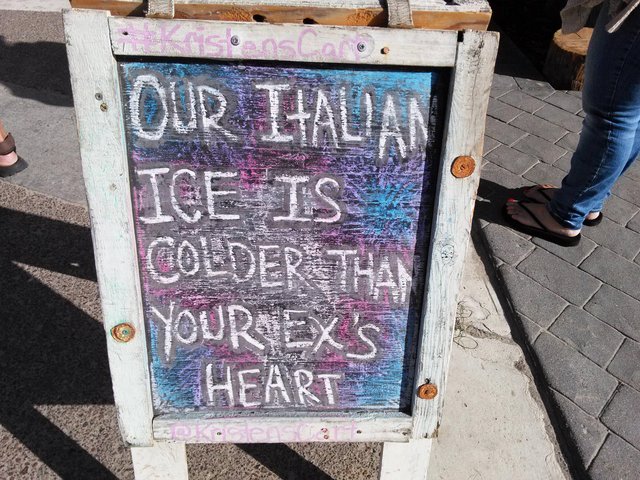 #KristensCart
OUR ITALIAN
ICE IS
COLDER THAN
YOUR EX'S
HEART
@KristensCart